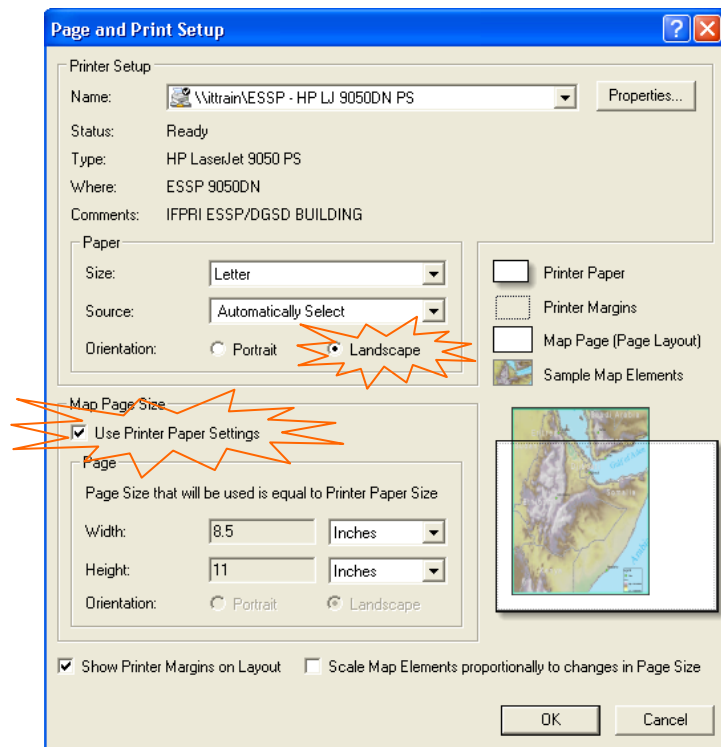 Page and Print Setup
Printer Setup
Name: \\ittrain\ESSP - HP LJ 9050DN PS Properties...
Status: Ready
Type: HP LaserJet 9050 PS
Where: ESSP 9050DN
Comments: IFPRI ESSP/DGSD BUILDING
Paper
Size: Letter
Source: Automatically Select
Orientation: Portrait Landscape
Printer Paper
Printer Margins
Map Page (Page Layout)
Sample Map Elements
Map Page Size
Use Printer Paper Settings
Page
Page Size that will be used is equal to Printer Paper Size
Width: 8.5 Inches
Height: 11 Inches
Orientation: Portrait Landscape
Show Printer Margins on Layout Scale Map Elements proportionally to changes in Page Size
OK Cancel